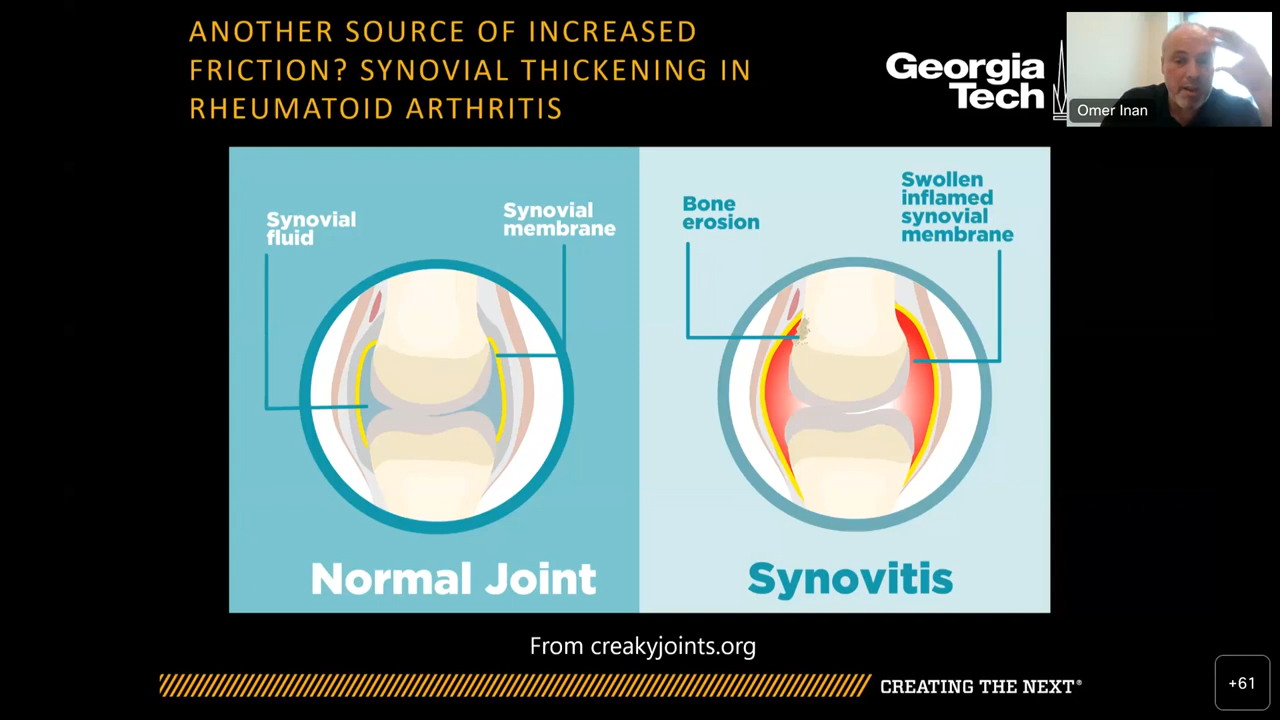 ANOTHER SOURCE OF INCREASED
FRICTION? SYNOVIAL THICKENING IN
RHEUMATOID ARTHRITIS
Georgia
Tech
Omer Inan
Synovial
fluid
Synovial
membrane
Bone
erosion
Swollen
inflamed
synovial
membrane
Normal Joint
Synovitis
From creakyjoints.org
CREATING THE NEXT®
+61